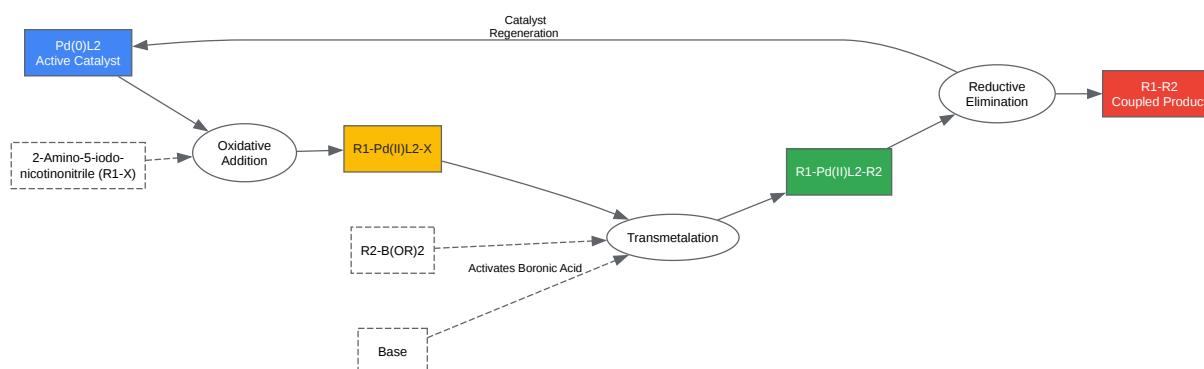 Catalyst
Regeneration
Pd(0)L2
Active Catalyst
Reductive
Elimination
R1-R2
Coupled Product
Oxidative
Addition
R1-Pd(II)L2-X
2-Amino-5-iodo-
nicotinonitrile (R1-X)
R1-Pd(II)L2-R2
Transmetalation
R2-B(OR)2
Activates Boronic Acid
Base